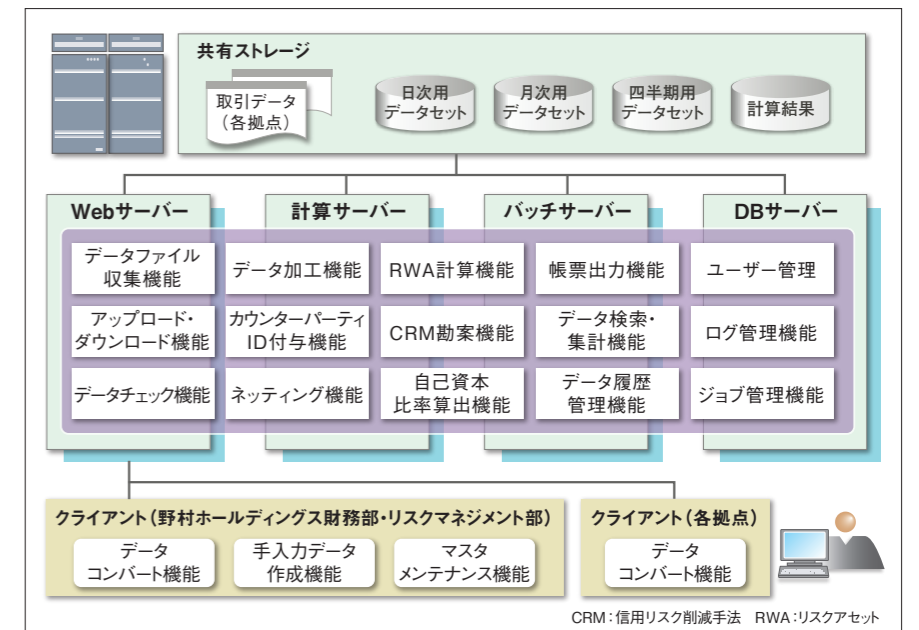 共有ストレージ
取引データ
（各拠点）
日次用
データセット
月次用
データセット
四半期用
データセット
計算結果
Webサーバー
計算サーバー
バッチサーバー
DBサーバー
データファイル
収集機能
データ加工機能
RWA計算機能
帳票出力機能
ユーザー管理
アップロード・
ダウンロード機能
カウンターパーティ
ID付与機能
CRM勘案機能
データ検索・
集計機能
ログ管理機能
データチェック機能
ネッティング機能
自己資本
比率算出機能
データ履歴
管理機能
ジョブ管理機能
クライアント（野村ホールディングス財務部・リスクマネジメント部）
データ
コンバート機能
手入力データ
作成機能
マスタ
メンテナンス機能
クライアント（各拠点）
データ
コンバート機能
CRM：信用リスク削減手法　RWA：リスクアセット